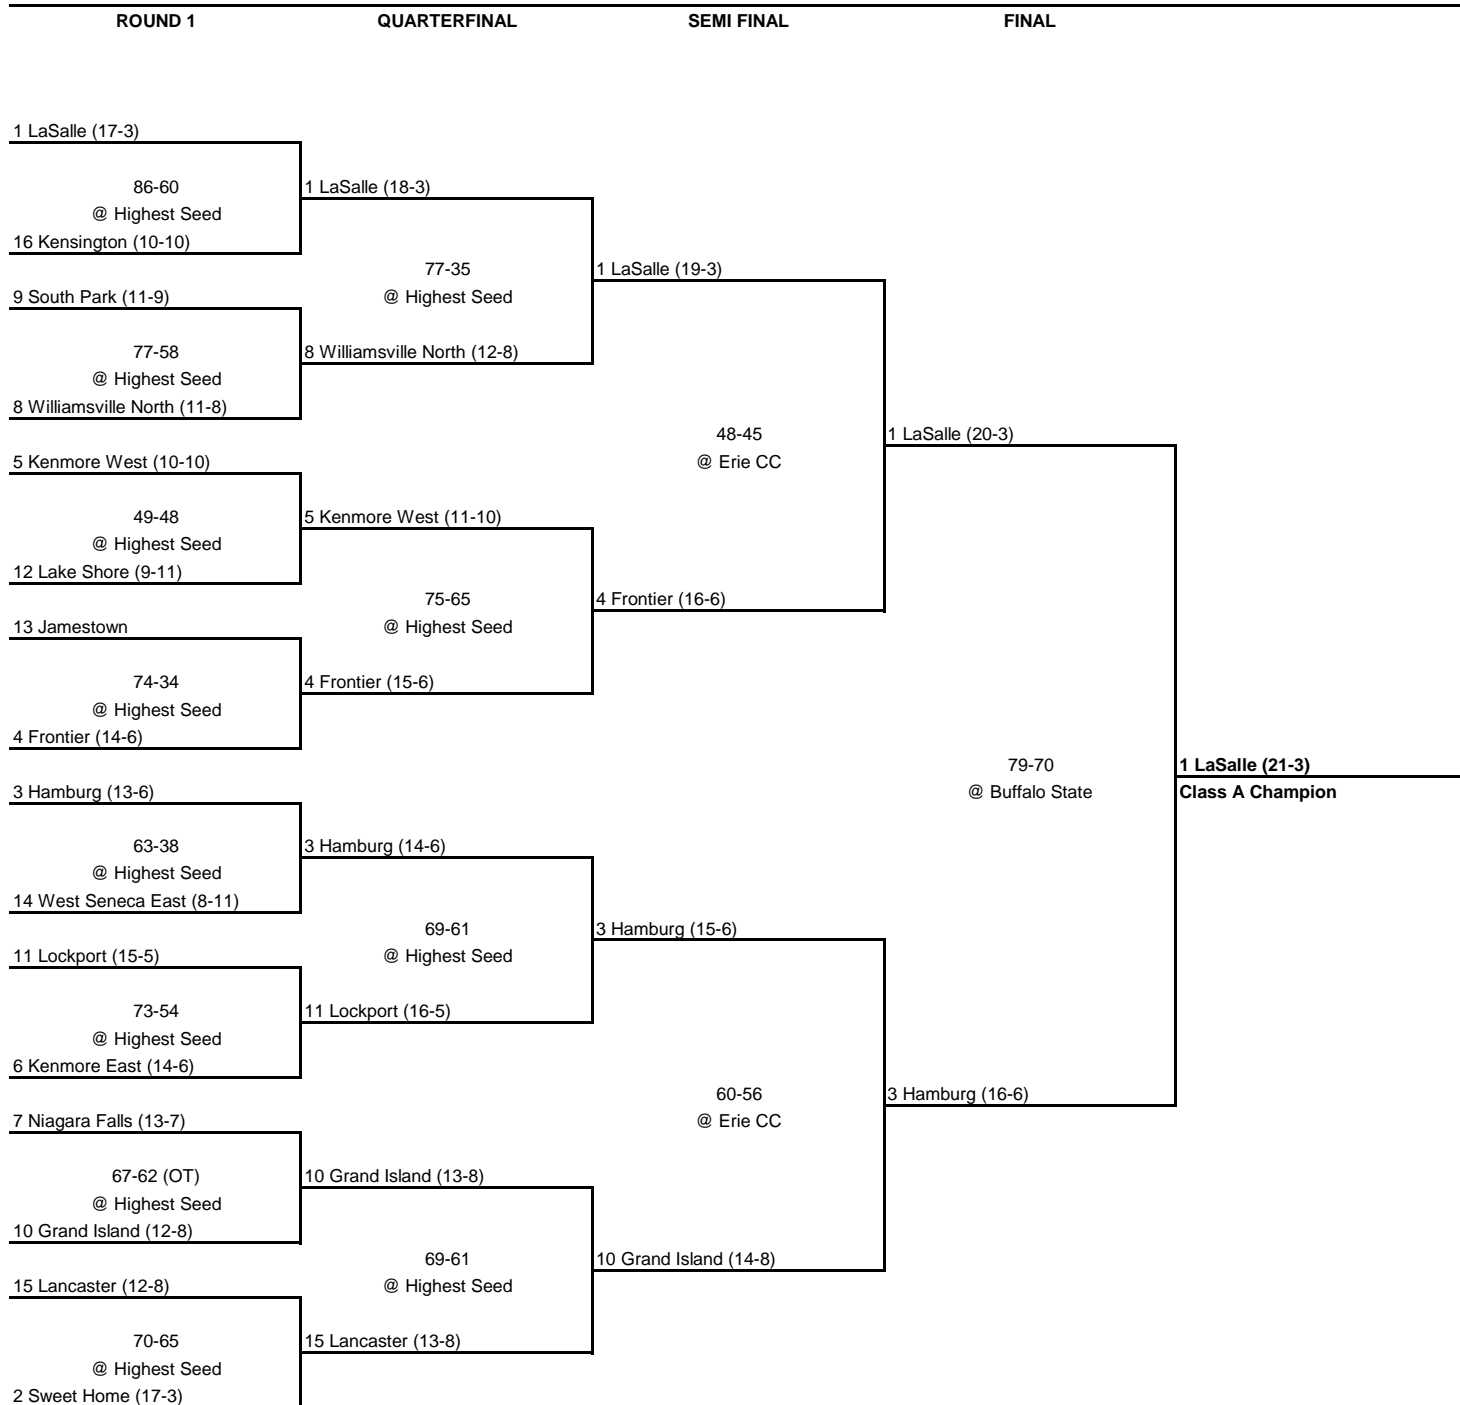 ROUND 1 QUARTERFINAL SEMI FINAL FINAL
1 LaSalle (17-3)
86-60
@ Highest Seed
16 Kensington (10-10)
9 South Park (11-9)
77-58
@ Highest Seed
8 Williamsville North (11-8)
5 Kenmore West (10-10)
49-48
@ Highest Seed
12 Lake Shore (9-11)
13 Jamestown
74-34
@ Highest Seed
4 Frontier (14-6)
3 Hamburg (13-6)
63-38
@ Highest Seed
14 West Seneca East (8-11)
11 Lockport (15-5)
73-54
@ Highest Seed
6 Kenmore East (14-6)
7 Niagara Falls (13-7)
67-62 (OT)
@ Highest Seed
10 Grand Island (12-8)
15 Lancaster (12-8)
70-65
@ Highest Seed
2 Sweet Home (17-3)
1 LaSalle (18-3)
77-35
@ Highest Seed
8 Williamsville North (12-8)
5 Kenmore West (11-10)
75-65
@ Highest Seed
4 Frontier (15-6)
3 Hamburg (14-6)
69-61
@ Highest Seed
11 Lockport (16-5)
10 Grand Island (13-8)
69-61
@ Highest Seed
15 Lancaster (13-8)
1 LaSalle (19-3)
48-45
@ Erie CC
4 Frontier (16-6)
3 Hamburg (15-6)
60-56
@ Erie CC
10 Grand Island (14-8)
1 LaSalle (20-3)
79-70
@ Buffalo State
3 Hamburg (16-6)
1 LaSalle (21-3)
Class A Champion